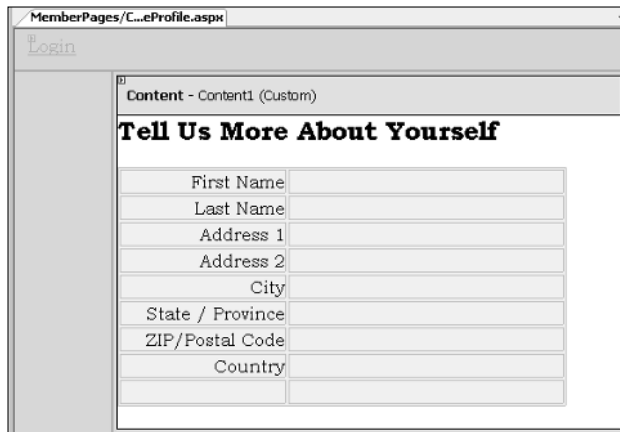 MemberPages/C...eProfile.aspx
Login
Content - Content1 (Custom)
Tell Us More About Yourself
First Name
Last Name
Address 1
Address 2
City
State / Province
ZIP/Postal Code
Country